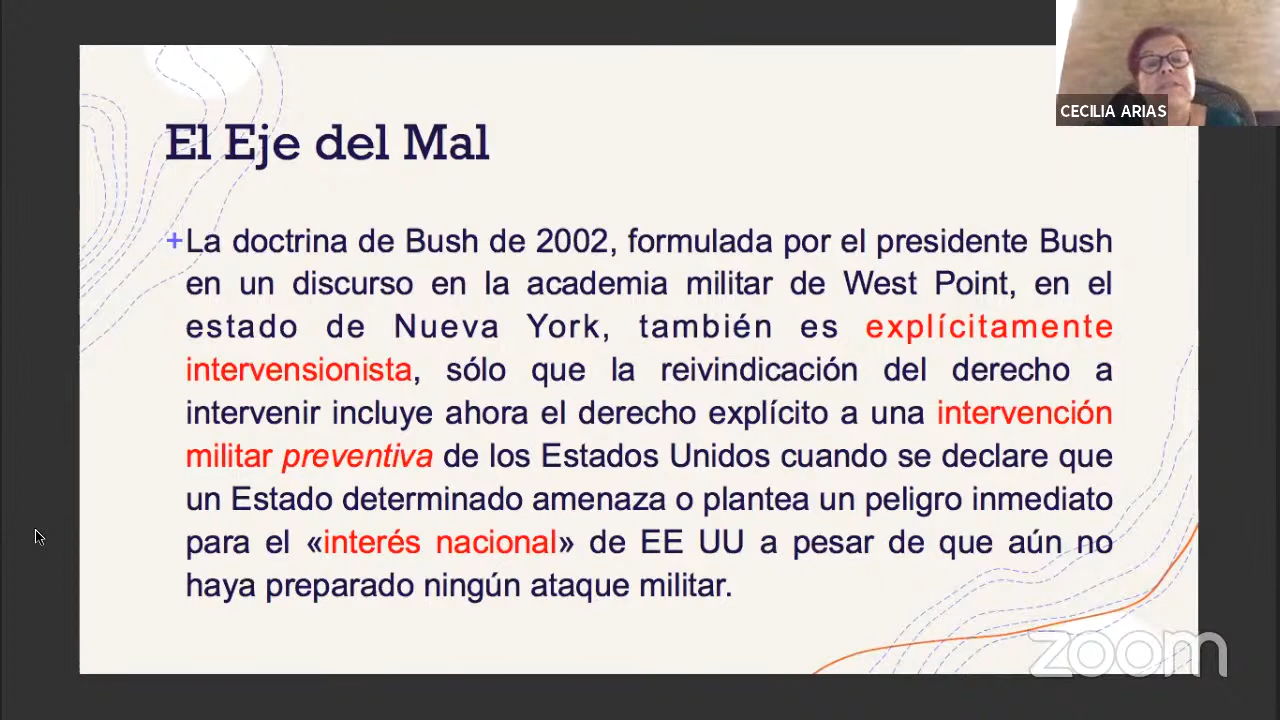 El Eje del Mal
+La doctrina de Bush de 2002, formulada por el presidente Bush
en un discurso en la academia militar de West Point, en el
estado de Nueva York, también es explícitamente
intervensionista, sólo que la reivindicación del derecho a
intervenir incluye ahora el derecho explícito a una intervención
militar preventiva de los Estados Unidos cuando se declare que
un Estado determinado amenaza o plantea un peligro inmediato
para el «interés nacional» de EE UU a pesar de que aún no
haya preparado ningún ataque militar.
CECILIA ARIAS
zoom